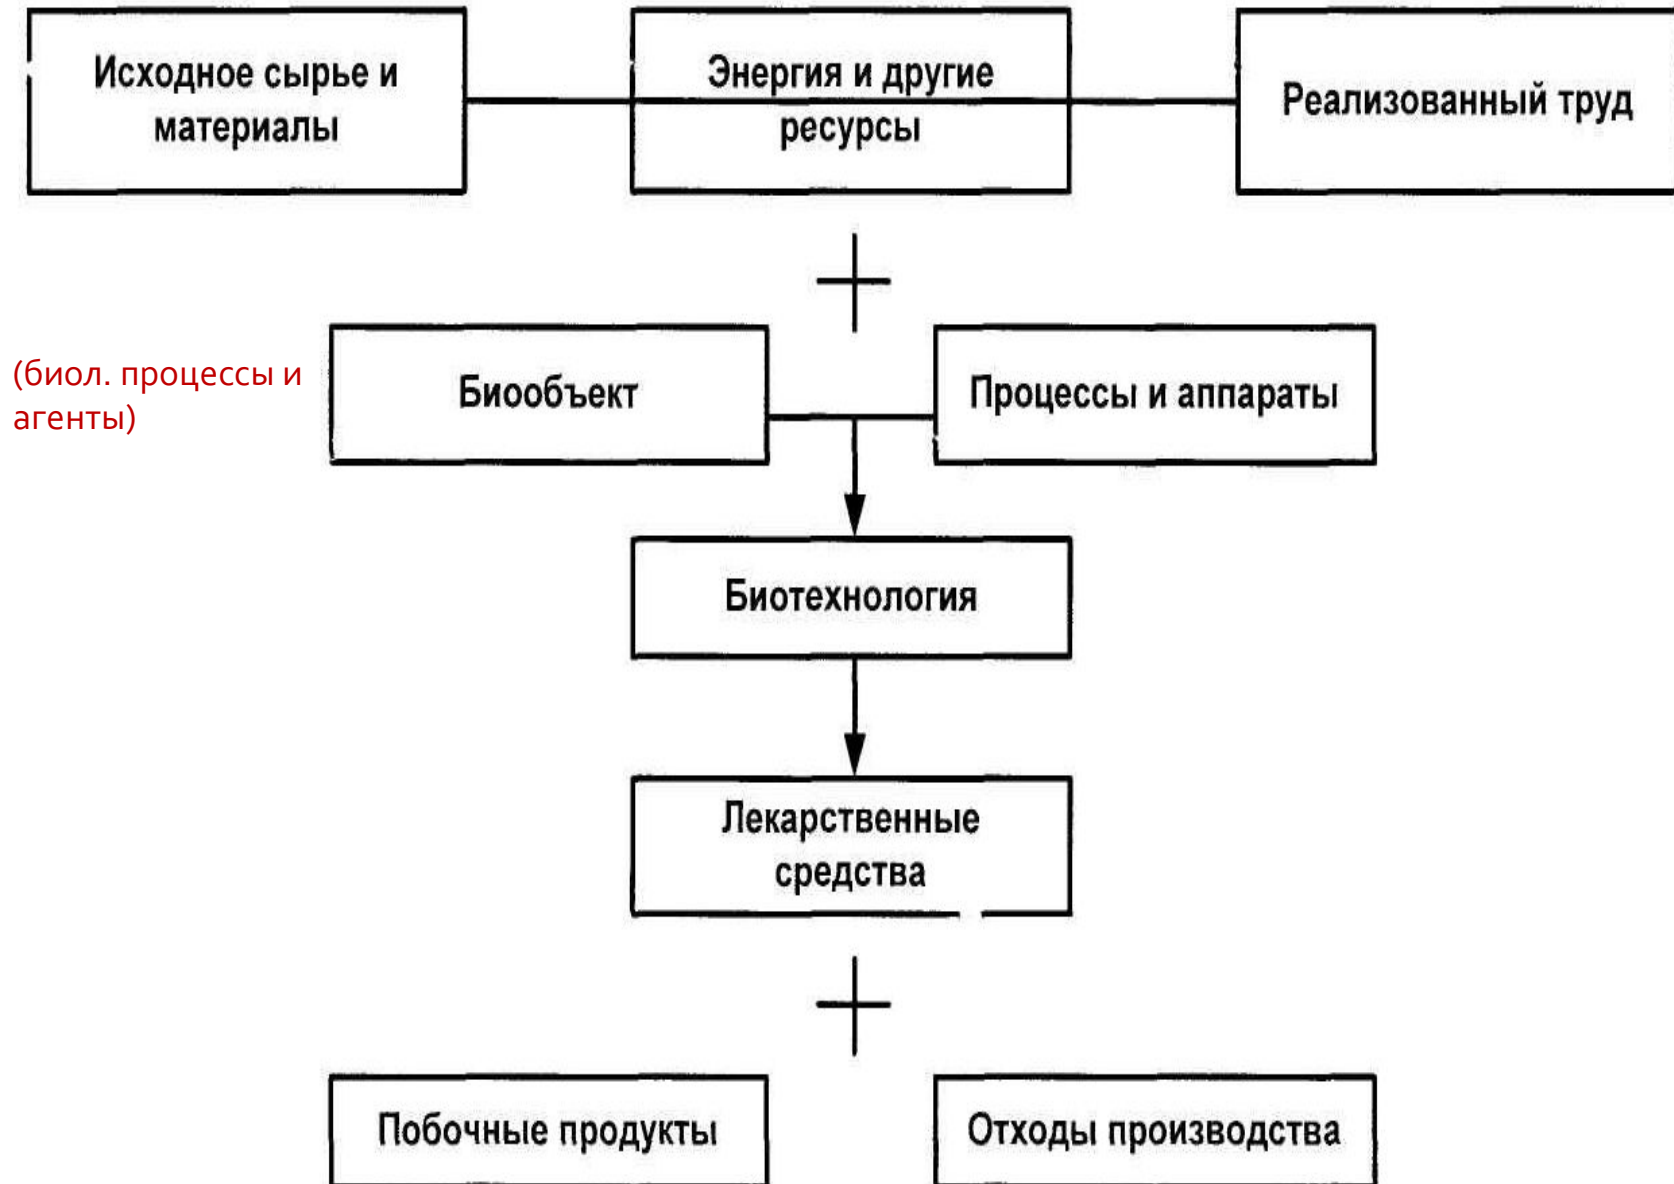 Исходное сырье и
материалы
Энергия и другие
ресурсы
Реализованный труд
(биол. процессы и
агенты)
Биообъект
Процессы и аппараты
Биотехнология
Лекарственные
средства
Побочные продукты
Отходы производства